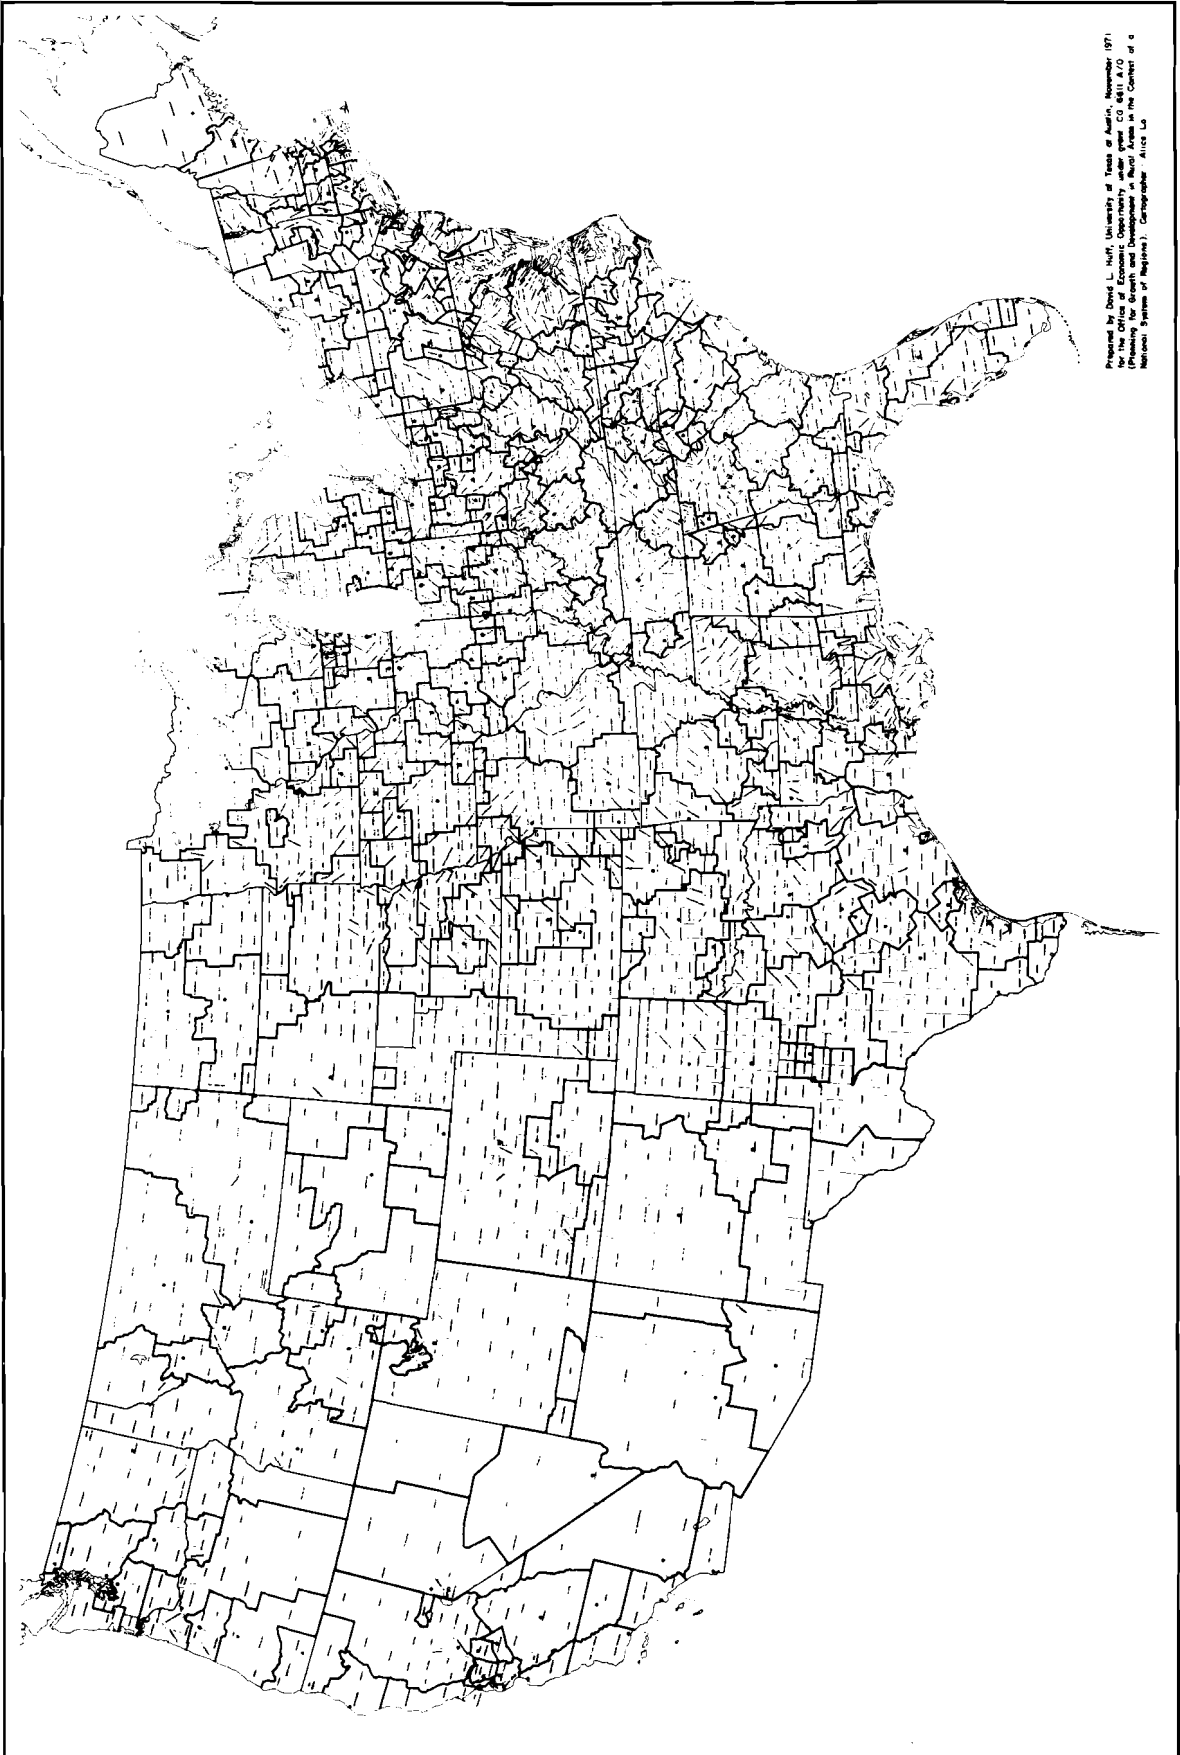 Prepared by David L. Huff, University of Texas at Austin, November 1971
for the Office of Economic Opportunity under grant CG 6611 A/O
(Planning for Growth and Development in Rural Areas in the Context of a
National System of Regions). Cartographer: Alice Lo